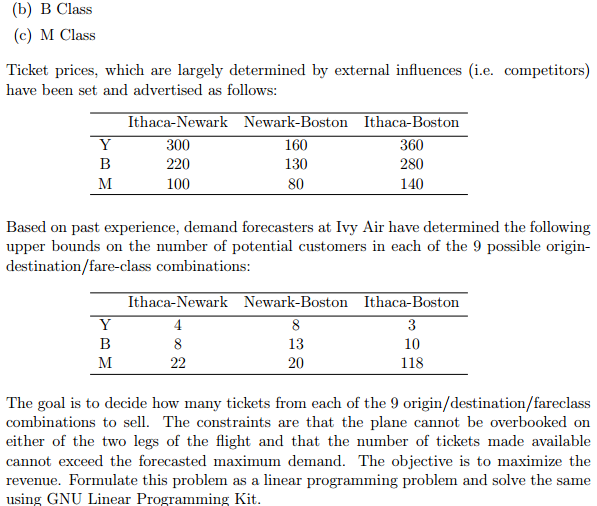 (b) B Class
(c) M Class
Ticket prices, which are largely determined by external influences (i.e. competitors)
have been set and advertised as follows:
Ithaca-Newark Newark-Boston Ithaca-Boston
Y 300 160 360
B 220 130 280
M 100 80 140
Based on past experience, demand forecasters at Ivy Air have determined the following
upper bounds on the number of potential customers in each of the 9 possible origin-
destination/fare-class combinations:
Ithaca-Newark Newark-Boston Ithaca-Boston
Y 4 8 3
B 8 13 10
M 22 20 118
The goal is to decide how many tickets from each of the 9 origin/destination/fareclass
combinations to sell. The constraints are that the plane cannot be overbooked on
either of the two legs of the flight and that the number of tickets made available
cannot exceed the forecasted maximum demand. The objective is to maximize the
revenue. Formulate this problem as a linear programming problem and solve the same
using GNU Linear Programming Kit.